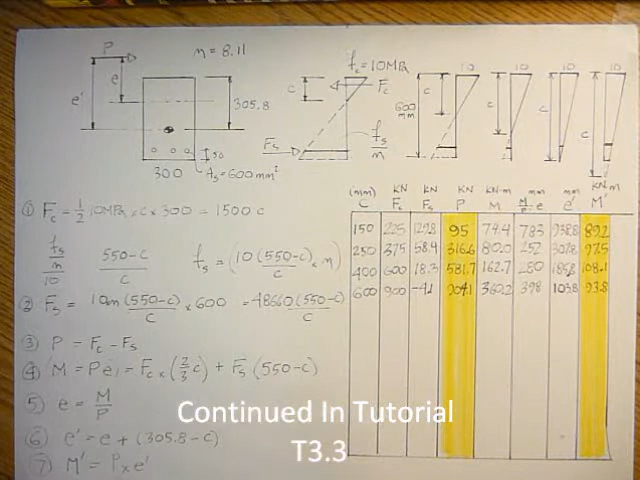 P
n = 8.11
e
e'
305.8
50
300
As = 600mm²
fc = 10MPa
c
Fc
Fs
fs/n
600 mm
c
10
c
10
c
10
c
10
① Fc = 1/2 10MPa × c × 300 = 1500 c
fs/n / 10 550-c / c fs = (10(550-c)/c × n)
② Fs = 10n(550-c)/c × 600 = 48660(550-c)/c
③ P = Fc - Fs
④ M = Pe = Fc × (2/3 c) + Fs (550-c)
5) e = M/P
⑥ e' = e + (305.8 - c)
7) M' = P × e'
(mm) KN KN KN KN·m mm mm KN·m
C Fc Fs P M M/P=e e' M'
150 225 129.8 95 74.4 783 938.8 89.2
250 375 58.4 316.6 80.0 252 307.8 97.5
400 600 18.3 581.7 162.7 280 185.8 108.1
600 900 -4.1 904.1 360.2 398 103.8 93.8
Continued In Tutorial
T3.3